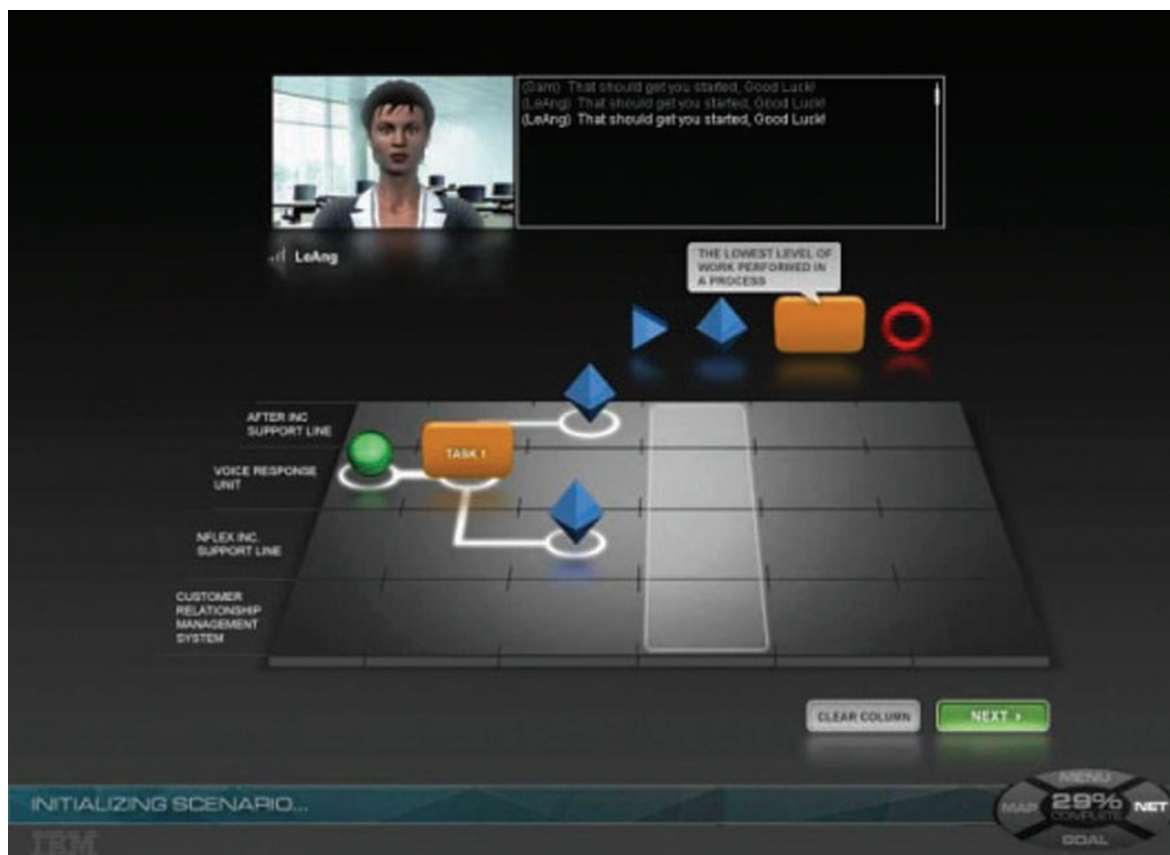 (Sam) That should get you started, Good Luck!
(LeAng) That should get you started, Good Luck!
(LeAng) That should get you started, Good Luck!
LeAng
THE LOWEST LEVEL OF
WORK PERFORMED IN
A PROCESS
AFTER INC
SUPPORT LINE
TASK 1
VOICE RESPONSE
UNIT
NFLEX INC.
SUPPORT LINE
CUSTOMER
RELATIONSHIP
MANAGEMENT
SYSTEM
CLEAR COLUMN
NEXT >
INITIALIZING SCENARIO...
MENU
MAP
29%
COMPLETE
NET
GOAL
IBM